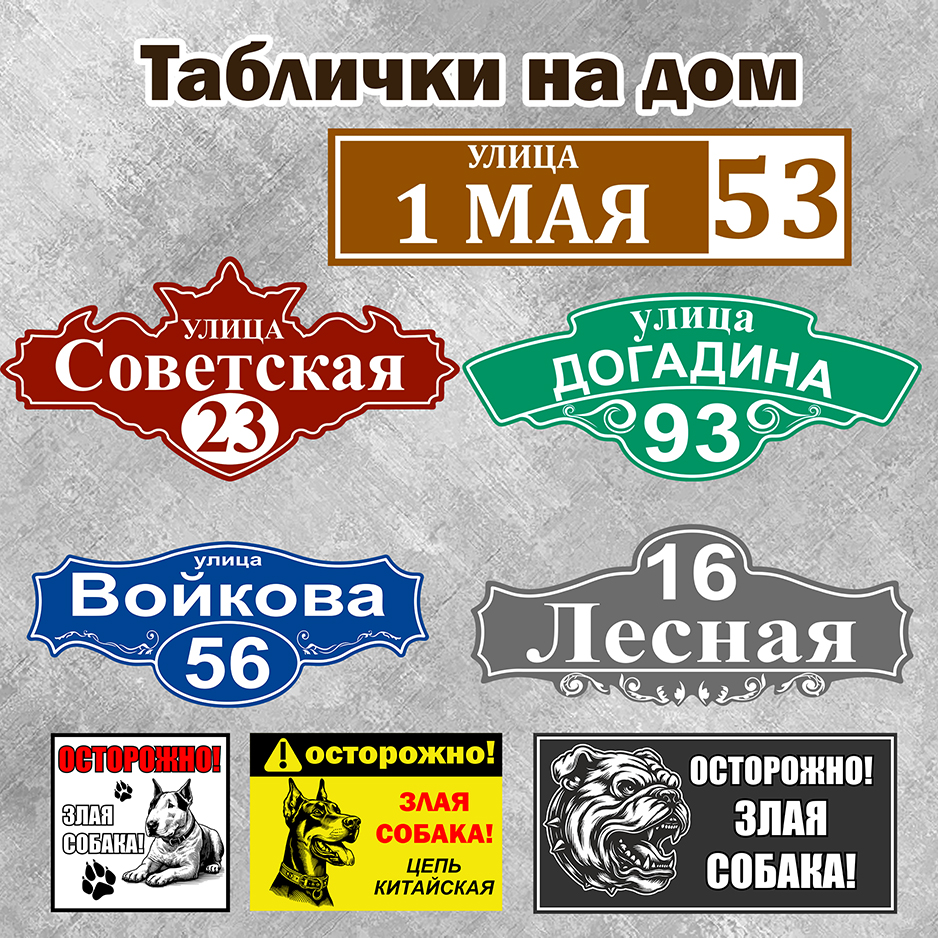 Таблички на дом
УЛИЦА
1 МАЯ
53
УЛИЦА
Советская
23
улица
ДОГАДИНА
93
улица
Войкова
56
16
Лесная
ОСТОРОЖНО!
ЗЛАЯ
СОБАКА!
! ОСТОРОЖНО!
ЗЛАЯ
СОБАКА!
ЦЕПЬ
КИТАЙСКАЯ
ОСТОРОЖНО!
ЗЛАЯ
СОБАКА!